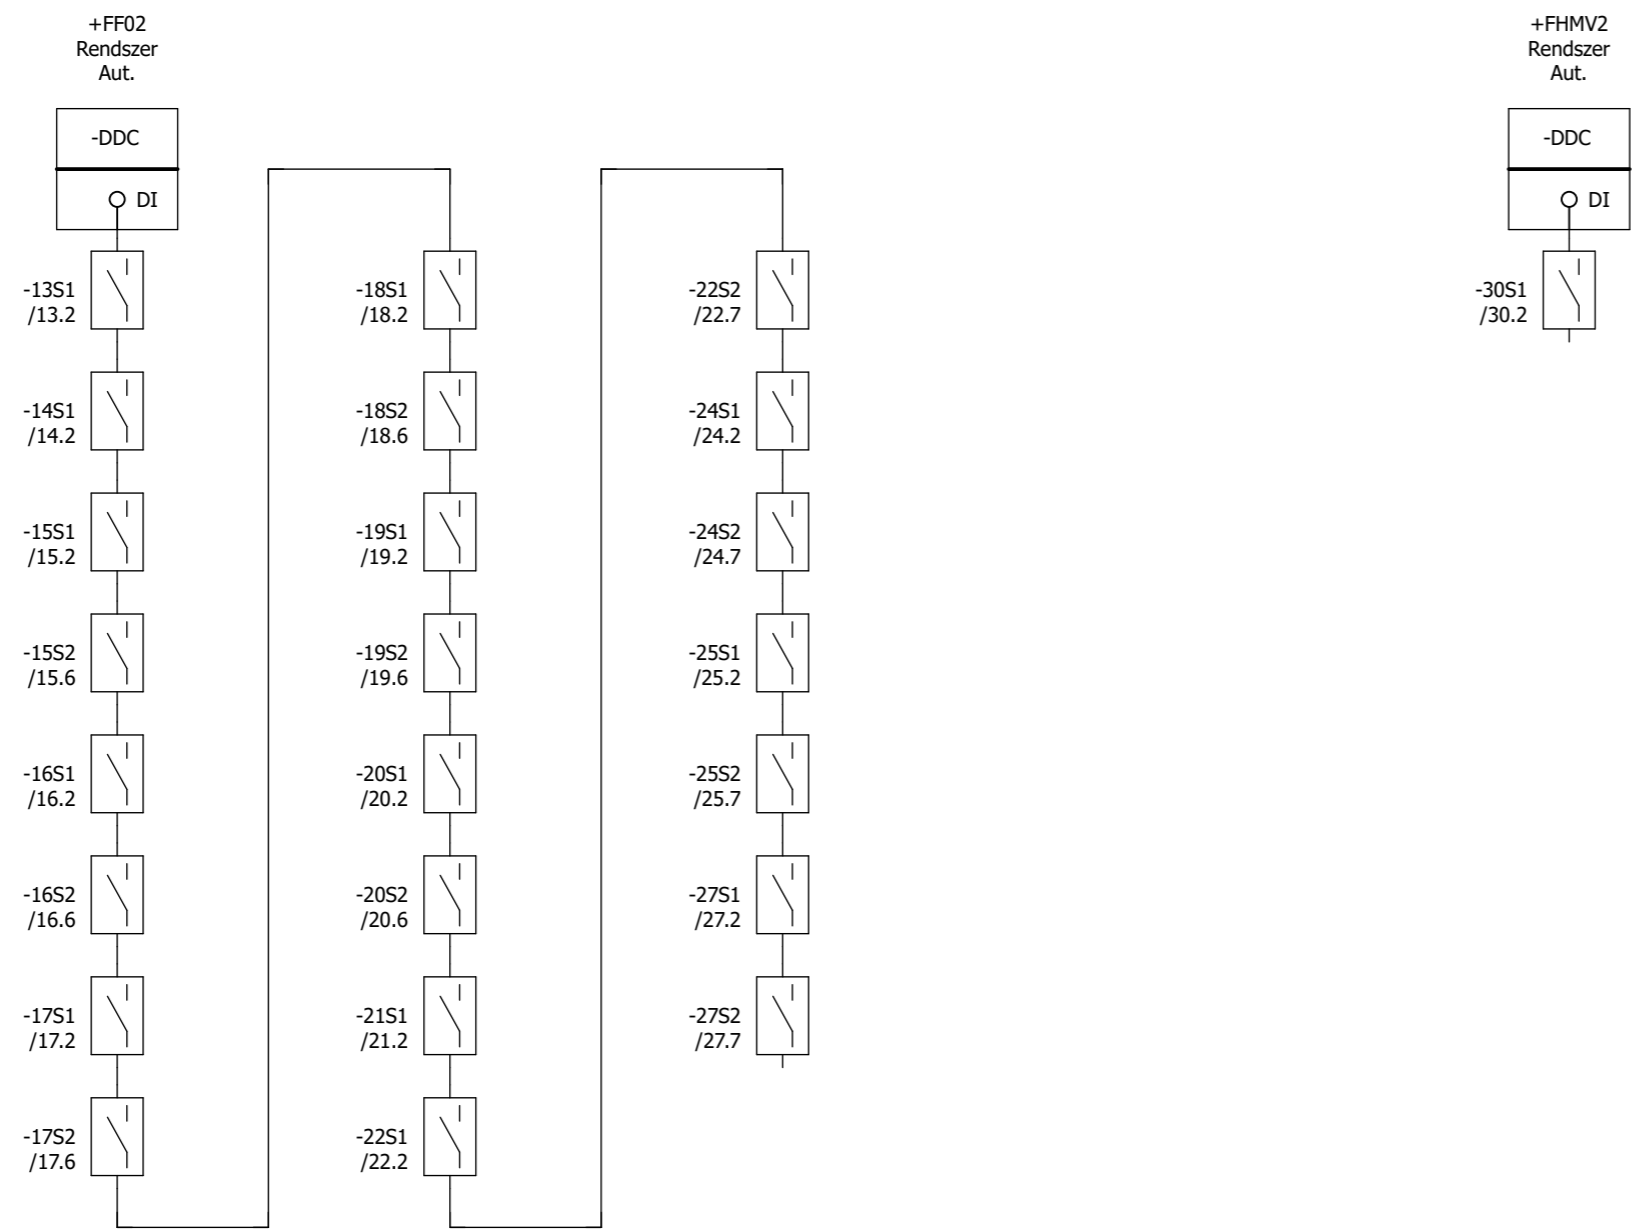 +FF02
Rendszer
Aut.
-DDC
DI
-13S1
/13.2
-14S1
/14.2
-15S1
/15.2
-15S2
/15.6
-16S1
/16.2
-16S2
/16.6
-17S1
/17.2
-17S2
/17.6
-18S1
/18.2
-18S2
/18.6
-19S1
/19.2
-19S2
/19.6
-20S1
/20.2
-20S2
/20.6
-21S1
/21.2
-22S1
/22.2
-22S2
/22.7
-24S1
/24.2
-24S2
/24.7
-25S1
/25.2
-25S2
/25.7
-27S1
/27.2
-27S2
/27.7
+FHMV2
Rendszer
Aut.
-DDC
DI
-30S1
/30.2